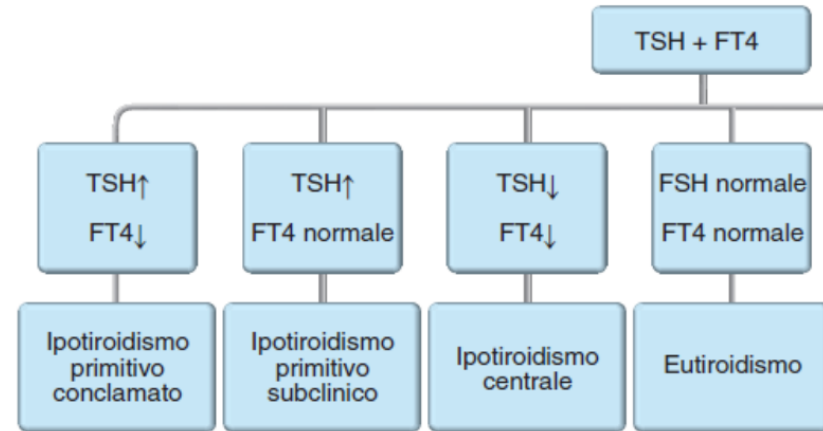 TSH + FT4
TSH↑
FT4↓
TSH↑
FT4 normale
TSH↓
FT4↓
FSH normale
FT4 normale
Ipotiroidismo
primitivo
conclamato
Ipotiroidismo
primitivo
subclinico
Ipotiroidismo
centrale
Eutiroidismo